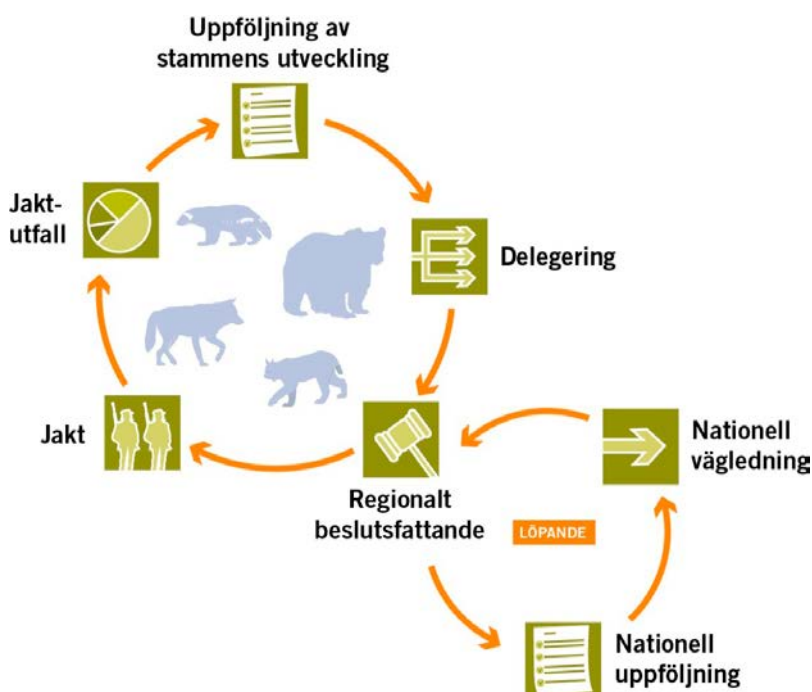 Uppföljning av
stammens utveckling
Jakt-
utfall
Delegering
Jakt
Regionalt
beslutsfattande
Nationell
vägledning
LÖPANDE
Nationell
uppföljning